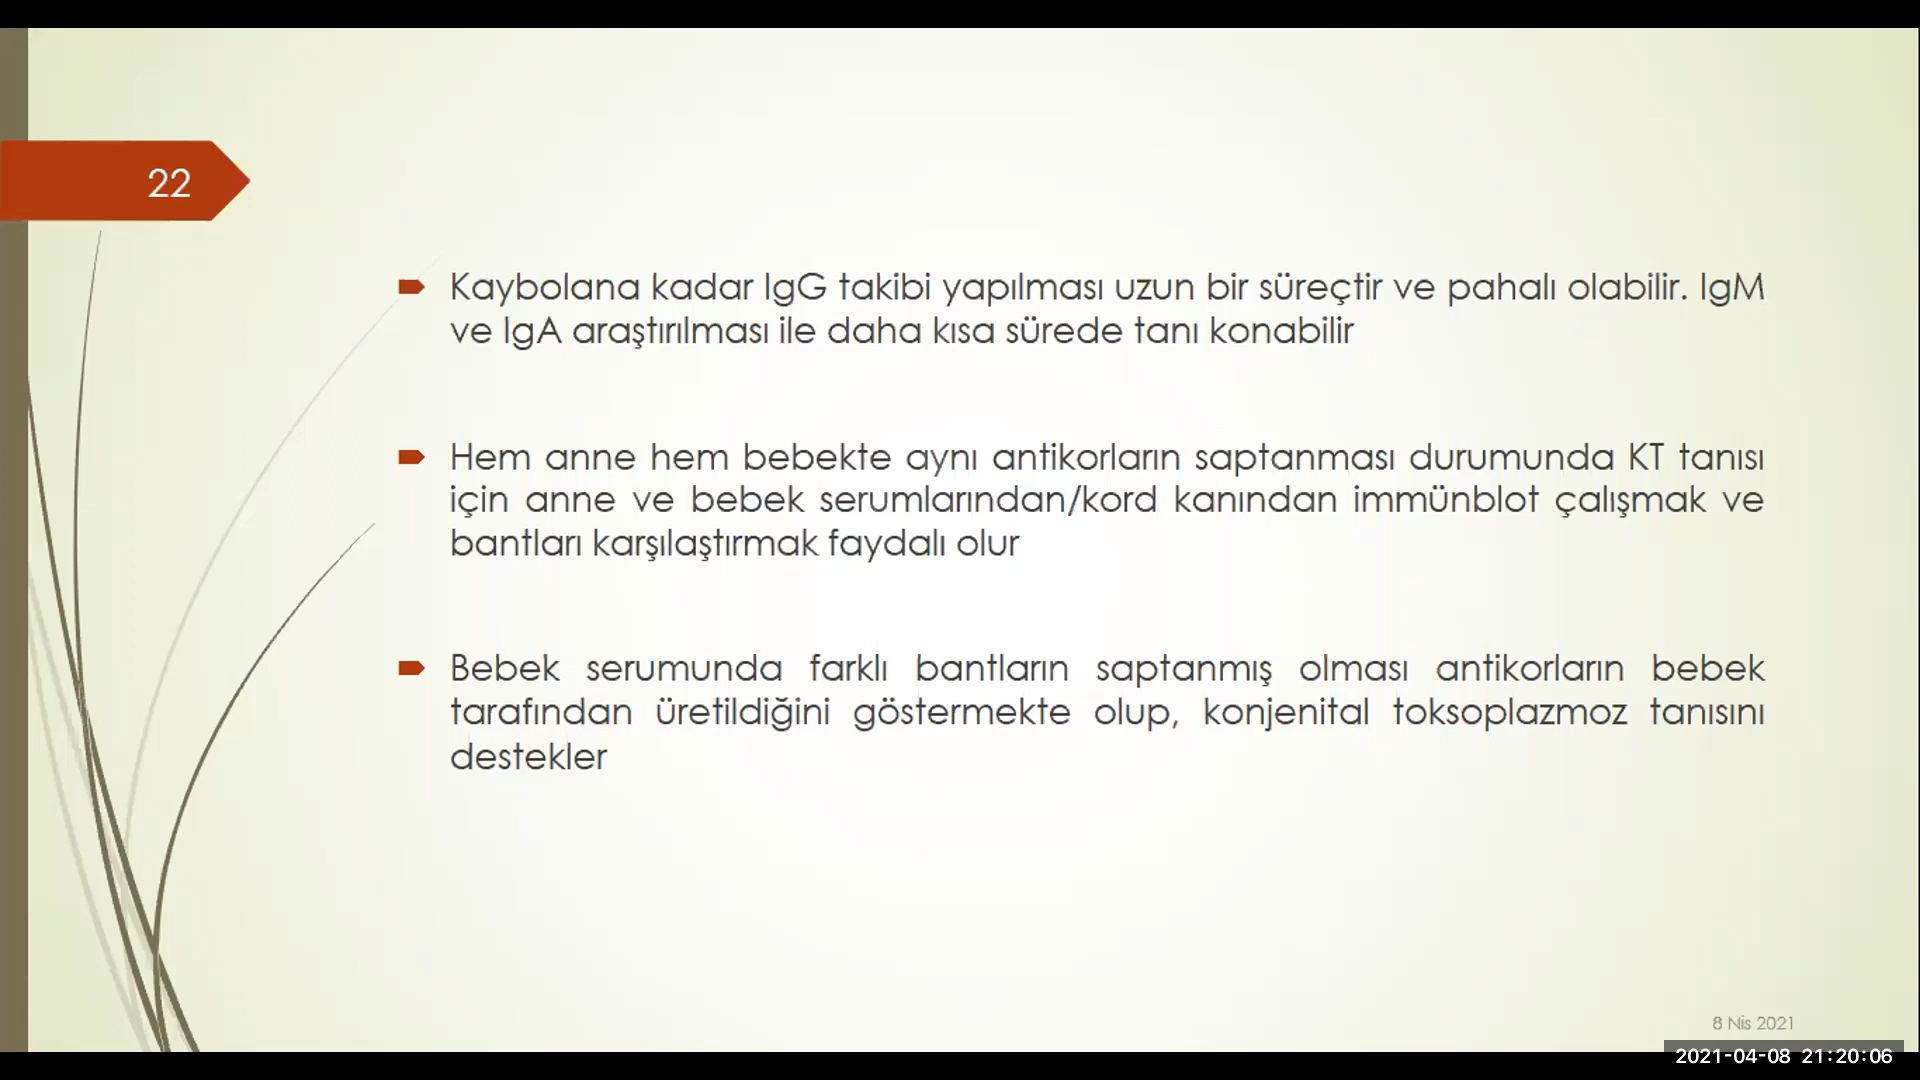 22
Kaybolana kadar IgG takibi yapılması uzun bir süreçtir ve pahalı olabilir. IgM
ve IgA araştırılması ile daha kısa sürede tanı konabilir
Hem anne hem bebekte aynı antikorların saptanması durumunda KT tanısı
için anne ve bebek serumlarından/kord kanından immünblot çalışmak ve
bantları karşılaştırmak faydalı olur
Bebek serumunda farklı bantların saptanmış olması antikorların bebek
tarafından üretildiğini göstermekte olup, konjenital toksoplazmoz tanısını
destekler
8 Nis 2021
2021-04-08 21:20:06